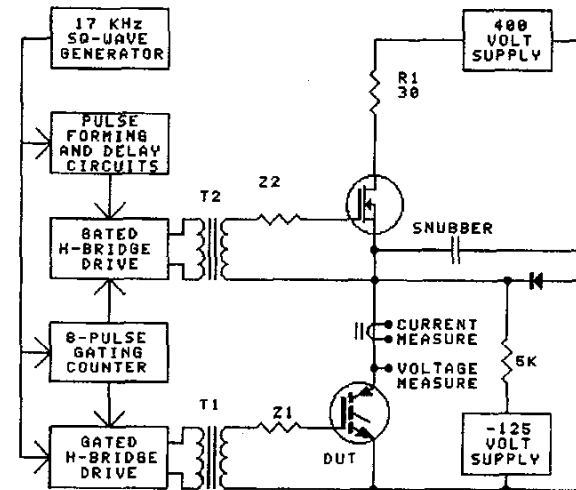 17 KHz
SQ-WAVE
GENERATOR
400
VOLT
SUPPLY
R1
30
PULSE
FORMING
AND DELAY
CIRCUITS
T2
Z2
SNUBBER
GATED
H-BRIDGE
DRIVE
8-PULSE
GATING
COUNTER
CURRENT
MEASURE
VOLTAGE
MEASURE
5K
T1
Z1
GATED
H-BRIDGE
DRIVE
DUT
-125
VOLT
SUPPLY